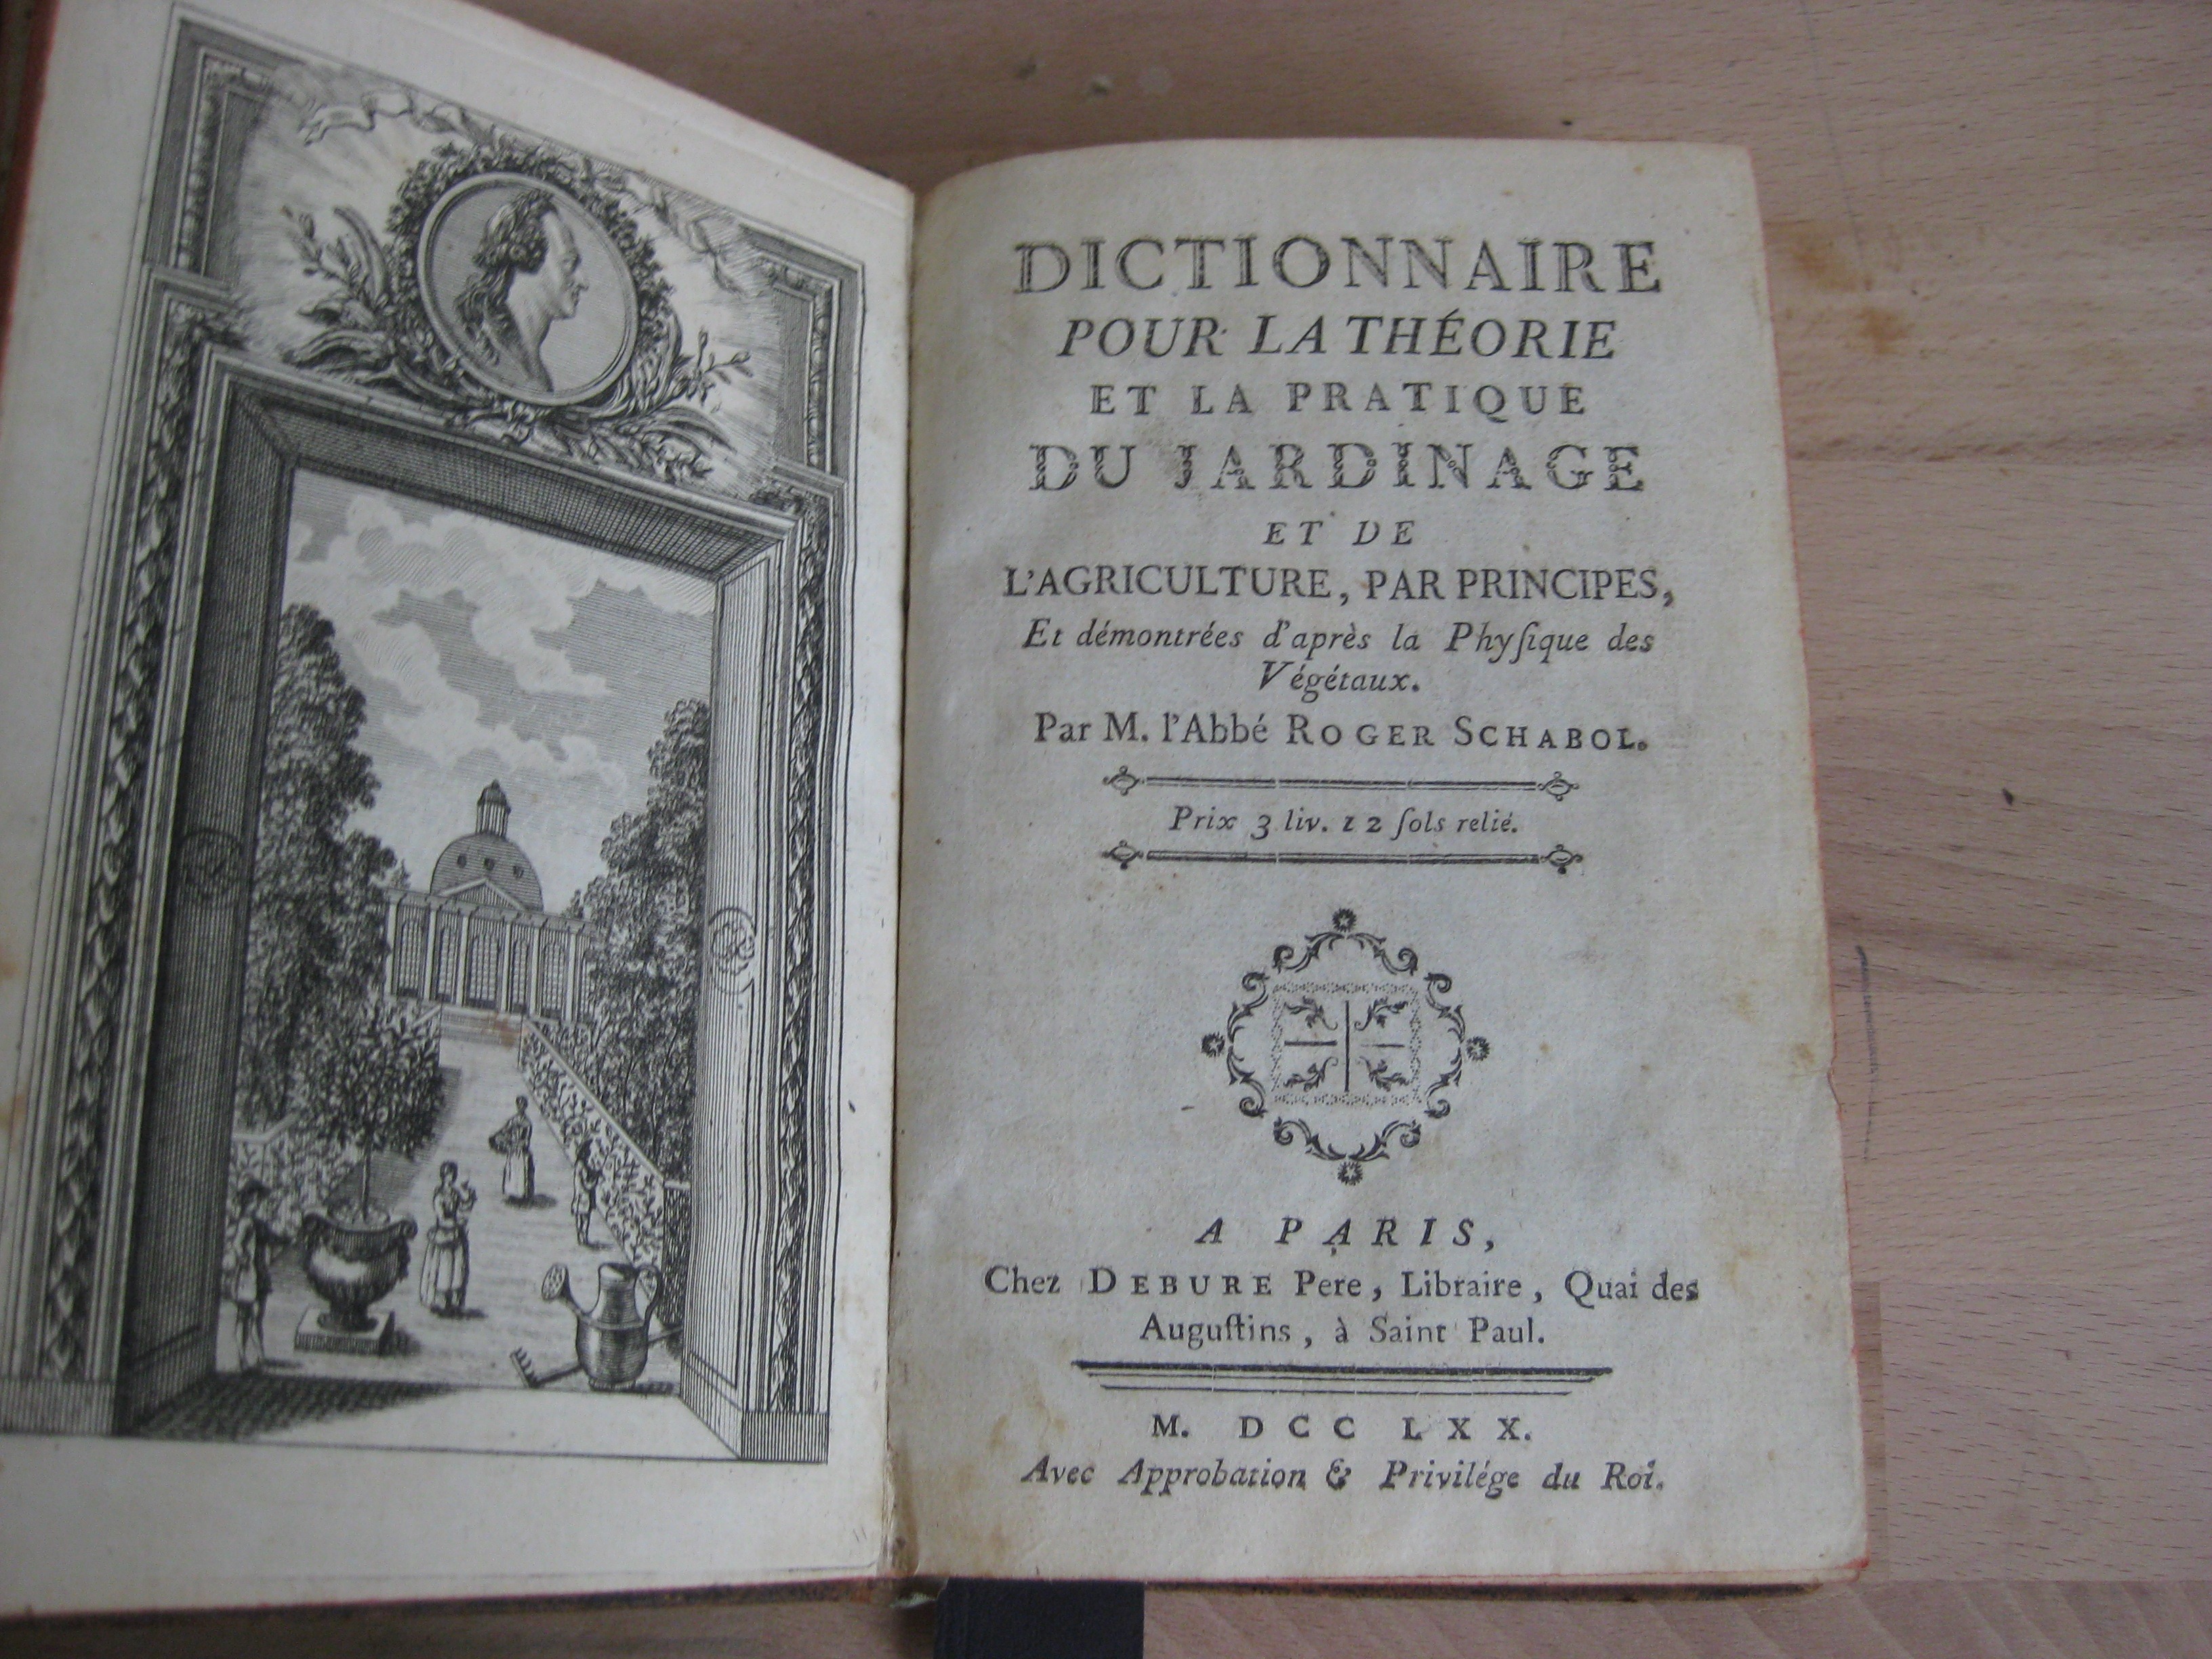 DICTIONNAIRE
POUR LA THÉORIE
ET LA PRATIQUE
DU JARDINAGE
ET DE
L'AGRICULTURE, PAR PRINCIPES,
Et démontrées d'après la Phyſique des
Végétaux.
Par M. l'Abbé ROGER SCHABOL.
Prix 3 liv. 12 ſols relié.
A PARIS,
Chez DEBURE Pere, Libraire, Quai des
Auguſtins, à Saint Paul.
M. DCC LXX.
Avec Approbation & Privilége du Roi.